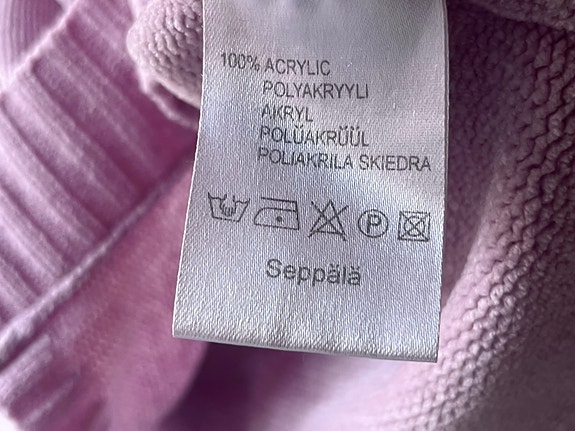 100% ACRYLIC
POLYAKRYYLI
AKRYL
POLÜAKRÜÜL
POLIAKRILA SKIEDRA
P
Seppälä